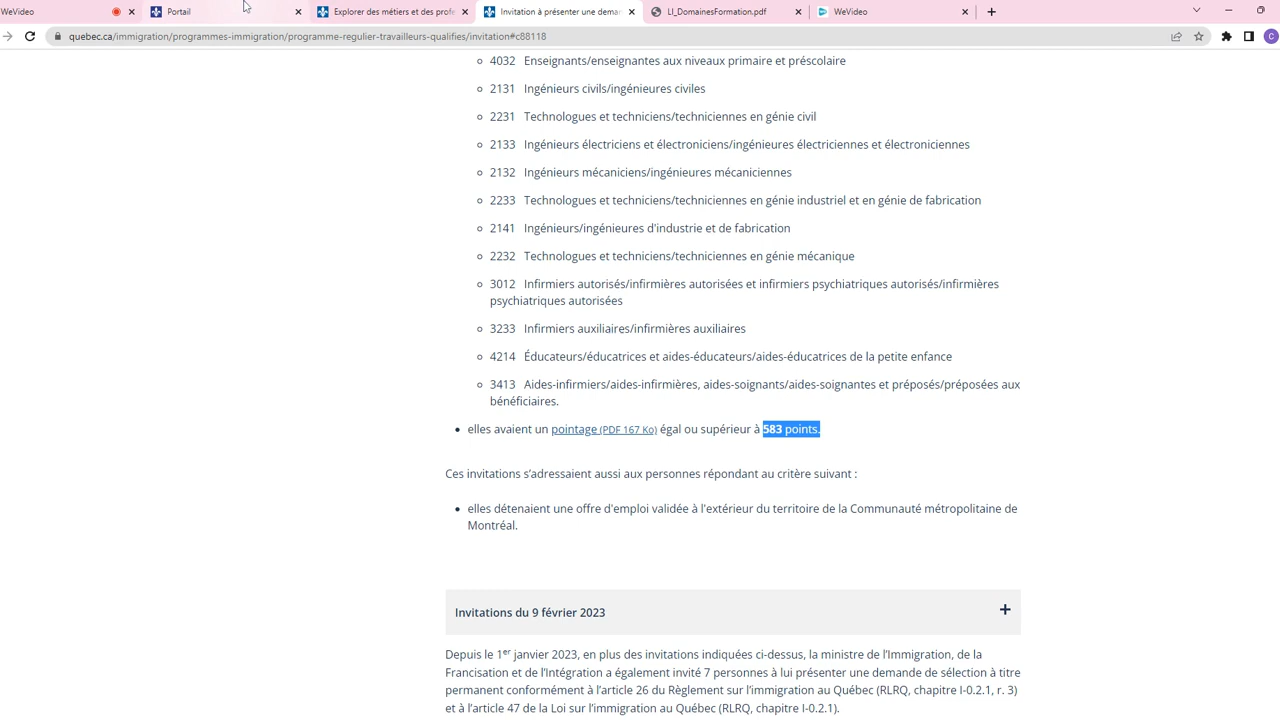 WeVideo
Portail
Explorer des métiers et des profe
Invitation à présenter une dema
LI_DomainesFormation.pdf
WeVideo
quebec.ca/immigration/programmes-immigration/programme-regulier-travailleurs-qualifies/invitation#c88118
C
4032 Enseignants/enseignantes aux niveaux primaire et préscolaire
2131 Ingénieurs civils/ingénieures civiles
2231 Technologues et techniciens/techniciennes en génie civil
2133 Ingénieurs électriciens et électroniciens/ingénieures électriciennes et électroniciennes
2132 Ingénieurs mécaniciens/ingénieures mécaniciennes
2233 Technologues et techniciens/techniciennes en génie industriel et en génie de fabrication
2141 Ingénieurs/ingénieures d'industrie et de fabrication
2232 Technologues et techniciens/techniciennes en génie mécanique
3012 Infirmiers autorisés/infirmières autorisées et infirmiers psychiatriques autorisés/infirmières
psychiatriques autorisées
3233 Infirmiers auxiliaires/infirmières auxiliaires
4214 Éducateurs/éducatrices et aides-éducateurs/aides-éducatrices de la petite enfance
3413 Aides-infirmiers/aides-infirmières, aides-soignants/aides-soignantes et préposés/préposées aux
bénéficiaires.
elles avaient un pointage (PDF 167 Ko) égal ou supérieur à 583 points.
Ces invitations s'adressaient aussi aux personnes répondant au critère suivant :
elles détenaient une offre d'emploi validée à l'extérieur du territoire de la Communauté métropolitaine de
Montréal.
Invitations du 9 février 2023
Depuis le 1er janvier 2023, en plus des invitations indiquées ci-dessus, la ministre de l'Immigration, de la
Francisation et de l'Intégration a également invité 7 personnes à lui présenter une demande de sélection à titre
permanent conformément à l'article 26 du Règlement sur l'immigration au Québec (RLRQ, chapitre I-0.2.1, r. 3)
et à l'article 47 de la Loi sur l'immigration au Québec (RLRQ, chapitre I-0.2.1).